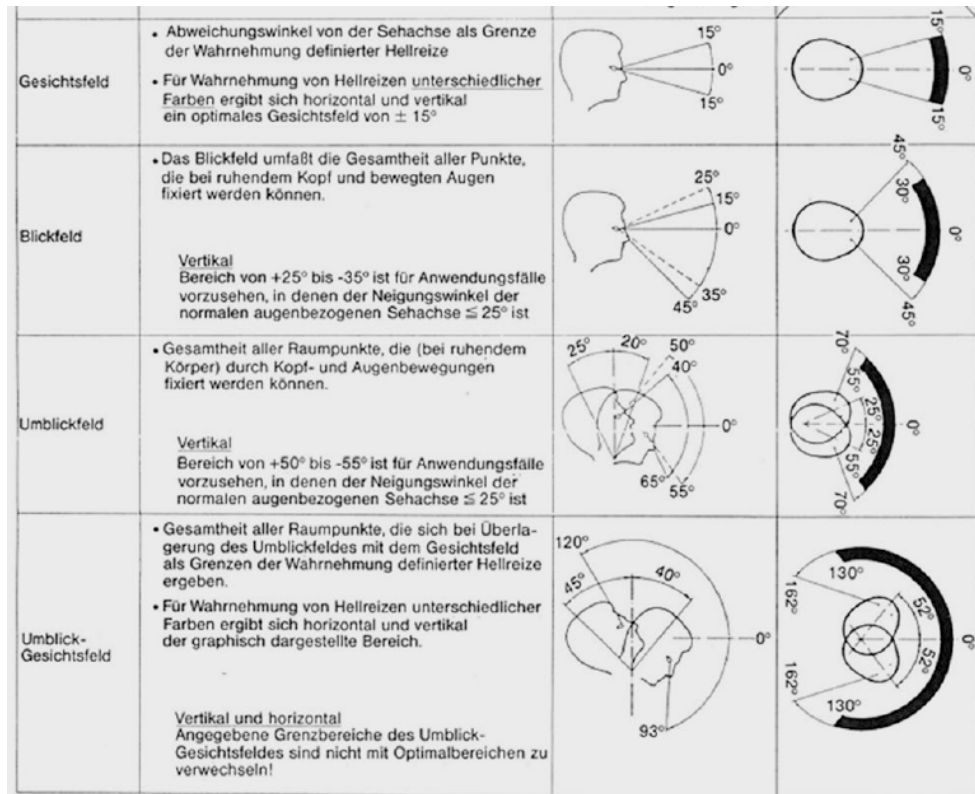 Gesichtsfeld
• Abweichungswinkel von der Sehachse als Grenze
der Wahrnehmung definierter Hellreize
• Für Wahrnehmung von Hellreizen unterschiedlicher
Farben ergibt sich horizontal und vertikal
ein optimales Gesichtsfeld von ± 15°
15°
0°
15°
15°
0°
15°
Blickfeld
• Das Blickfeld umfaßt die Gesamtheit aller Punkte,
die bei ruhendem Kopf und bewegten Augen
fixiert werden können.
Vertikal
Bereich von +25° bis -35° ist für Anwendungsfälle
vorzusehen, in denen der Neigungswinkel der
normalen augenbezogenen Sehachse ≦ 25° ist
25°
15°
0°
35°
45°
45°
30°
0°
30°
45°
Umblickfeld
• Gesamtheit aller Raumpunkte, die (bei ruhendem
Körper) durch Kopf- und Augenbewegungen
fixiert werden können.
Vertikal
Bereich von +50° bis -55° ist für Anwendungsfälle
vorzusehen, in denen der Neigungswinkel der
normalen augenbezogenen Sehachse ≦ 25° ist
25°
20°
50°
40°
0°
65°
55°
70°
55°
25°
0°
25°
55°
70°
Umblick-
Gesichtsfeld
• Gesamtheit aller Raumpunkte, die sich bei Überla-
gerung des Umblickfeldes mit dem Gesichtsfeld
als Grenzen der Wahrnehmung definierter Hellreize
ergeben.
• Für Wahrnehmung von Hellreizen unterschiedlicher
Farben ergibt sich horizontal und vertikal
der graphisch dargestellte Bereich.
Vertikal und horizontal
Angegebene Grenzbereiche des Umblick-
Gesichtsfeldes sind nicht mit Optimalbereichen zu
verwechseln!
120°
45°
40°
0°
93°
130°
162°
52°
0°
52°
162°
130°